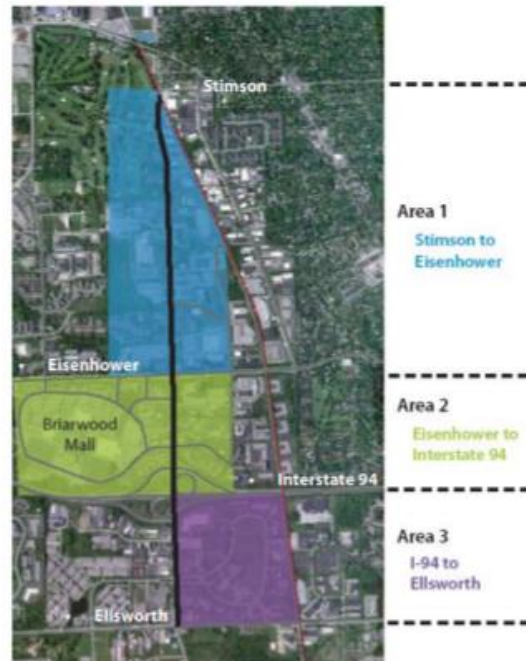 Stimson
Area 1
Stimson to
Eisenhower
Eisenhower
Area 2
Eisenhower to
Interstate 94
Briarwood
Mall
Interstate 94
Area 3
I-94 to
Ellsworth
Ellsworth